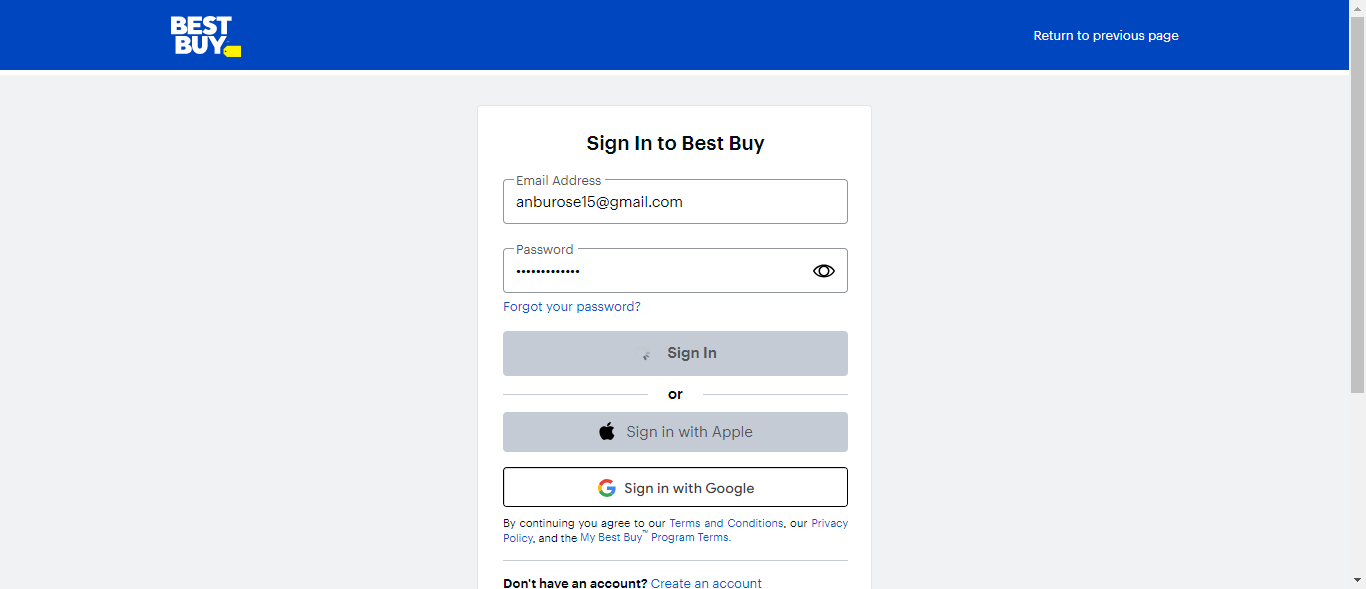 BEST
BUY
Return to previous page
Sign In to Best Buy
Email Address
anburose15@gmail.com
Password
•••••••••••••
Forgot your password?
Sign In
or
Sign in with Apple
Sign in with Google
By continuing you agree to our Terms and Conditions, our Privacy
Policy, and the My Best Buy™ Program Terms.
Don't have an account? Create an account